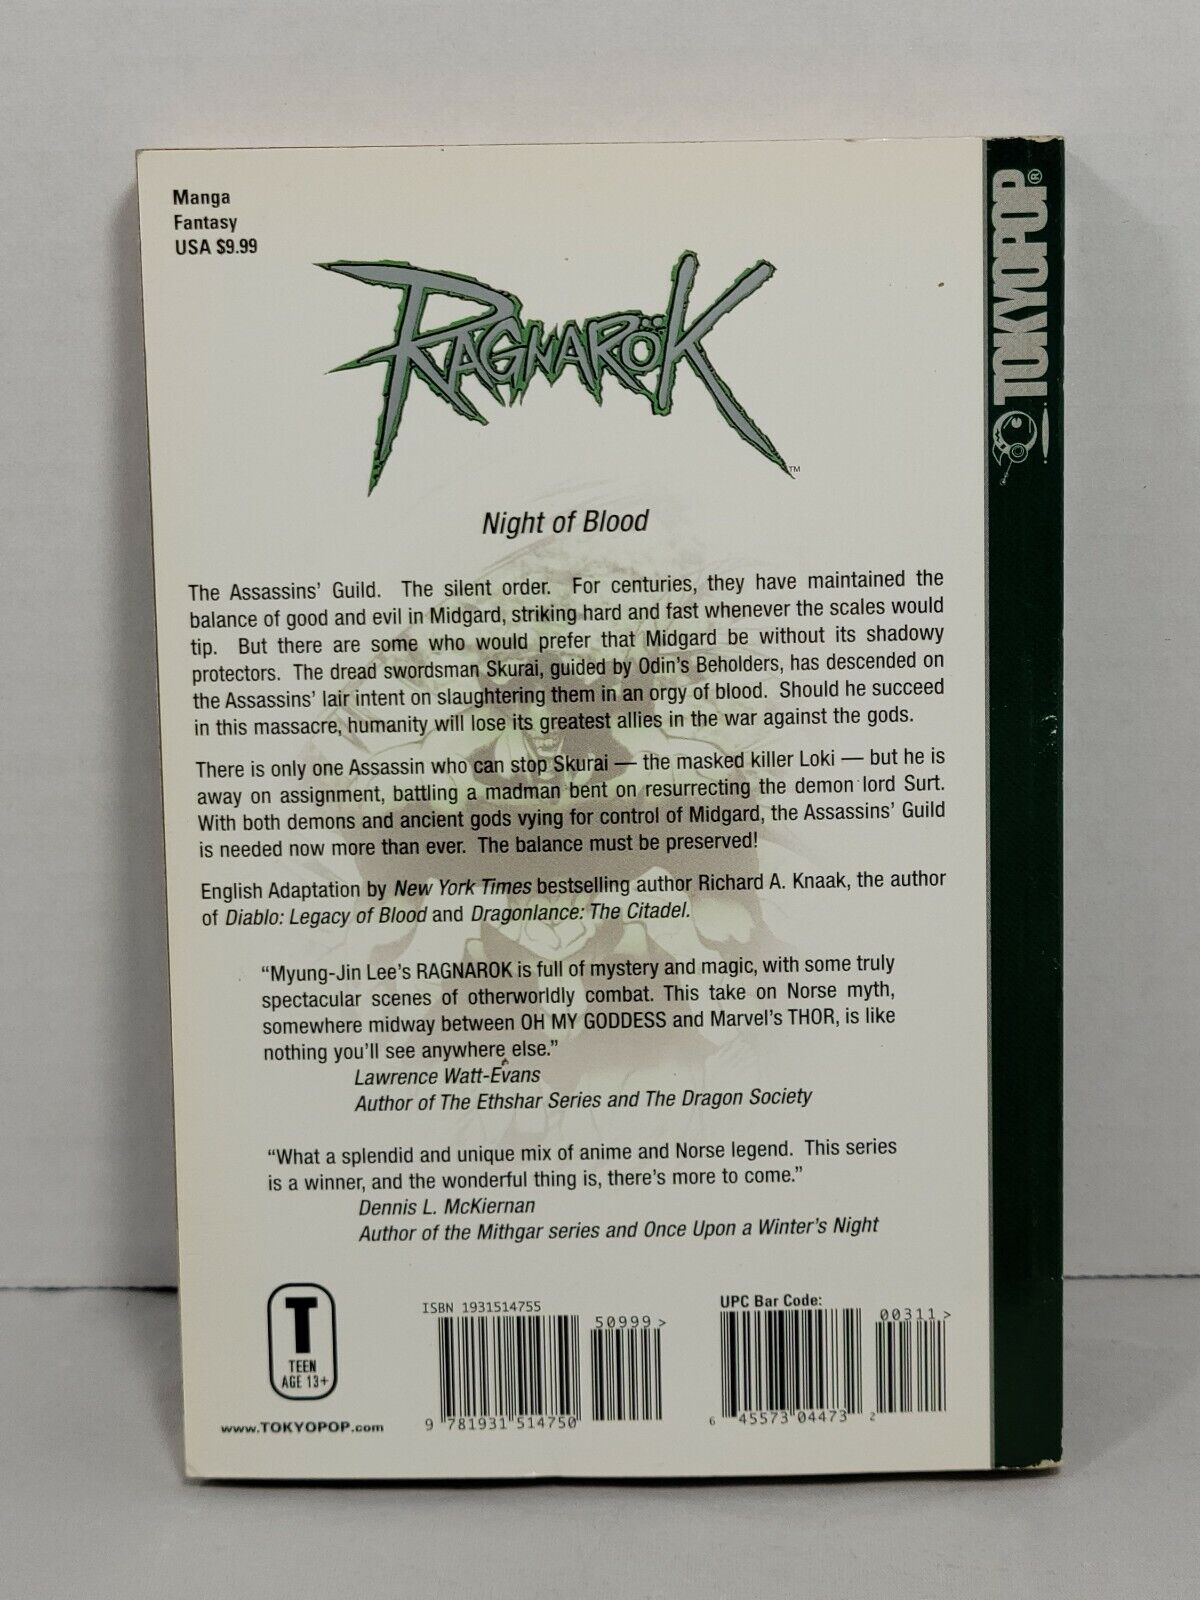 Manga
Fantasy
USA $9.99
TOKYOPOP®
RAGNARÖK™
Night of Blood
The Assassins' Guild. The silent order. For centuries, they have maintained the
balance of good and evil in Midgard, striking hard and fast whenever the scales would
tip. But there are some who would prefer that Midgard be without its shadowy
protectors. The dread swordsman Skurai, guided by Odin's Beholders, has descended on
the Assassins' lair intent on slaughtering them in an orgy of blood. Should he succeed
in this massacre, humanity will lose its greatest allies in the war against the gods.
There is only one Assassin who can stop Skurai — the masked killer Loki — but he is
away on assignment, battling a madman bent on resurrecting the demon lord Surt.
With both demons and ancient gods vying for control of Midgard, the Assassins' Guild
is needed now more than ever. The balance must be preserved!
English Adaptation by New York Times bestselling author Richard A. Knaak, the author
of Diablo: Legacy of Blood and Dragonlance: The Citadel.
“Myung-Jin Lee's RAGNAROK is full of mystery and magic, with some truly
spectacular scenes of otherworldly combat. This take on Norse myth,
somewhere midway between OH MY GODDESS and Marvel's THOR, is like
nothing you'll see anywhere else.”
Lawrence Watt-Evans
Author of The Ethshar Series and The Dragon Society
“What a splendid and unique mix of anime and Norse legend. This series
is a winner, and the wonderful thing is, there's more to come.”
Dennis L. McKiernan
Author of the Mithgar series and Once Upon a Winter's Night
T
TEEN
AGE 13+
www.TOKYOPOP.com
ISBN 1931514755
50999>
9 781931 514750
UPC Bar Code:
00311>
6 45573 04473 2